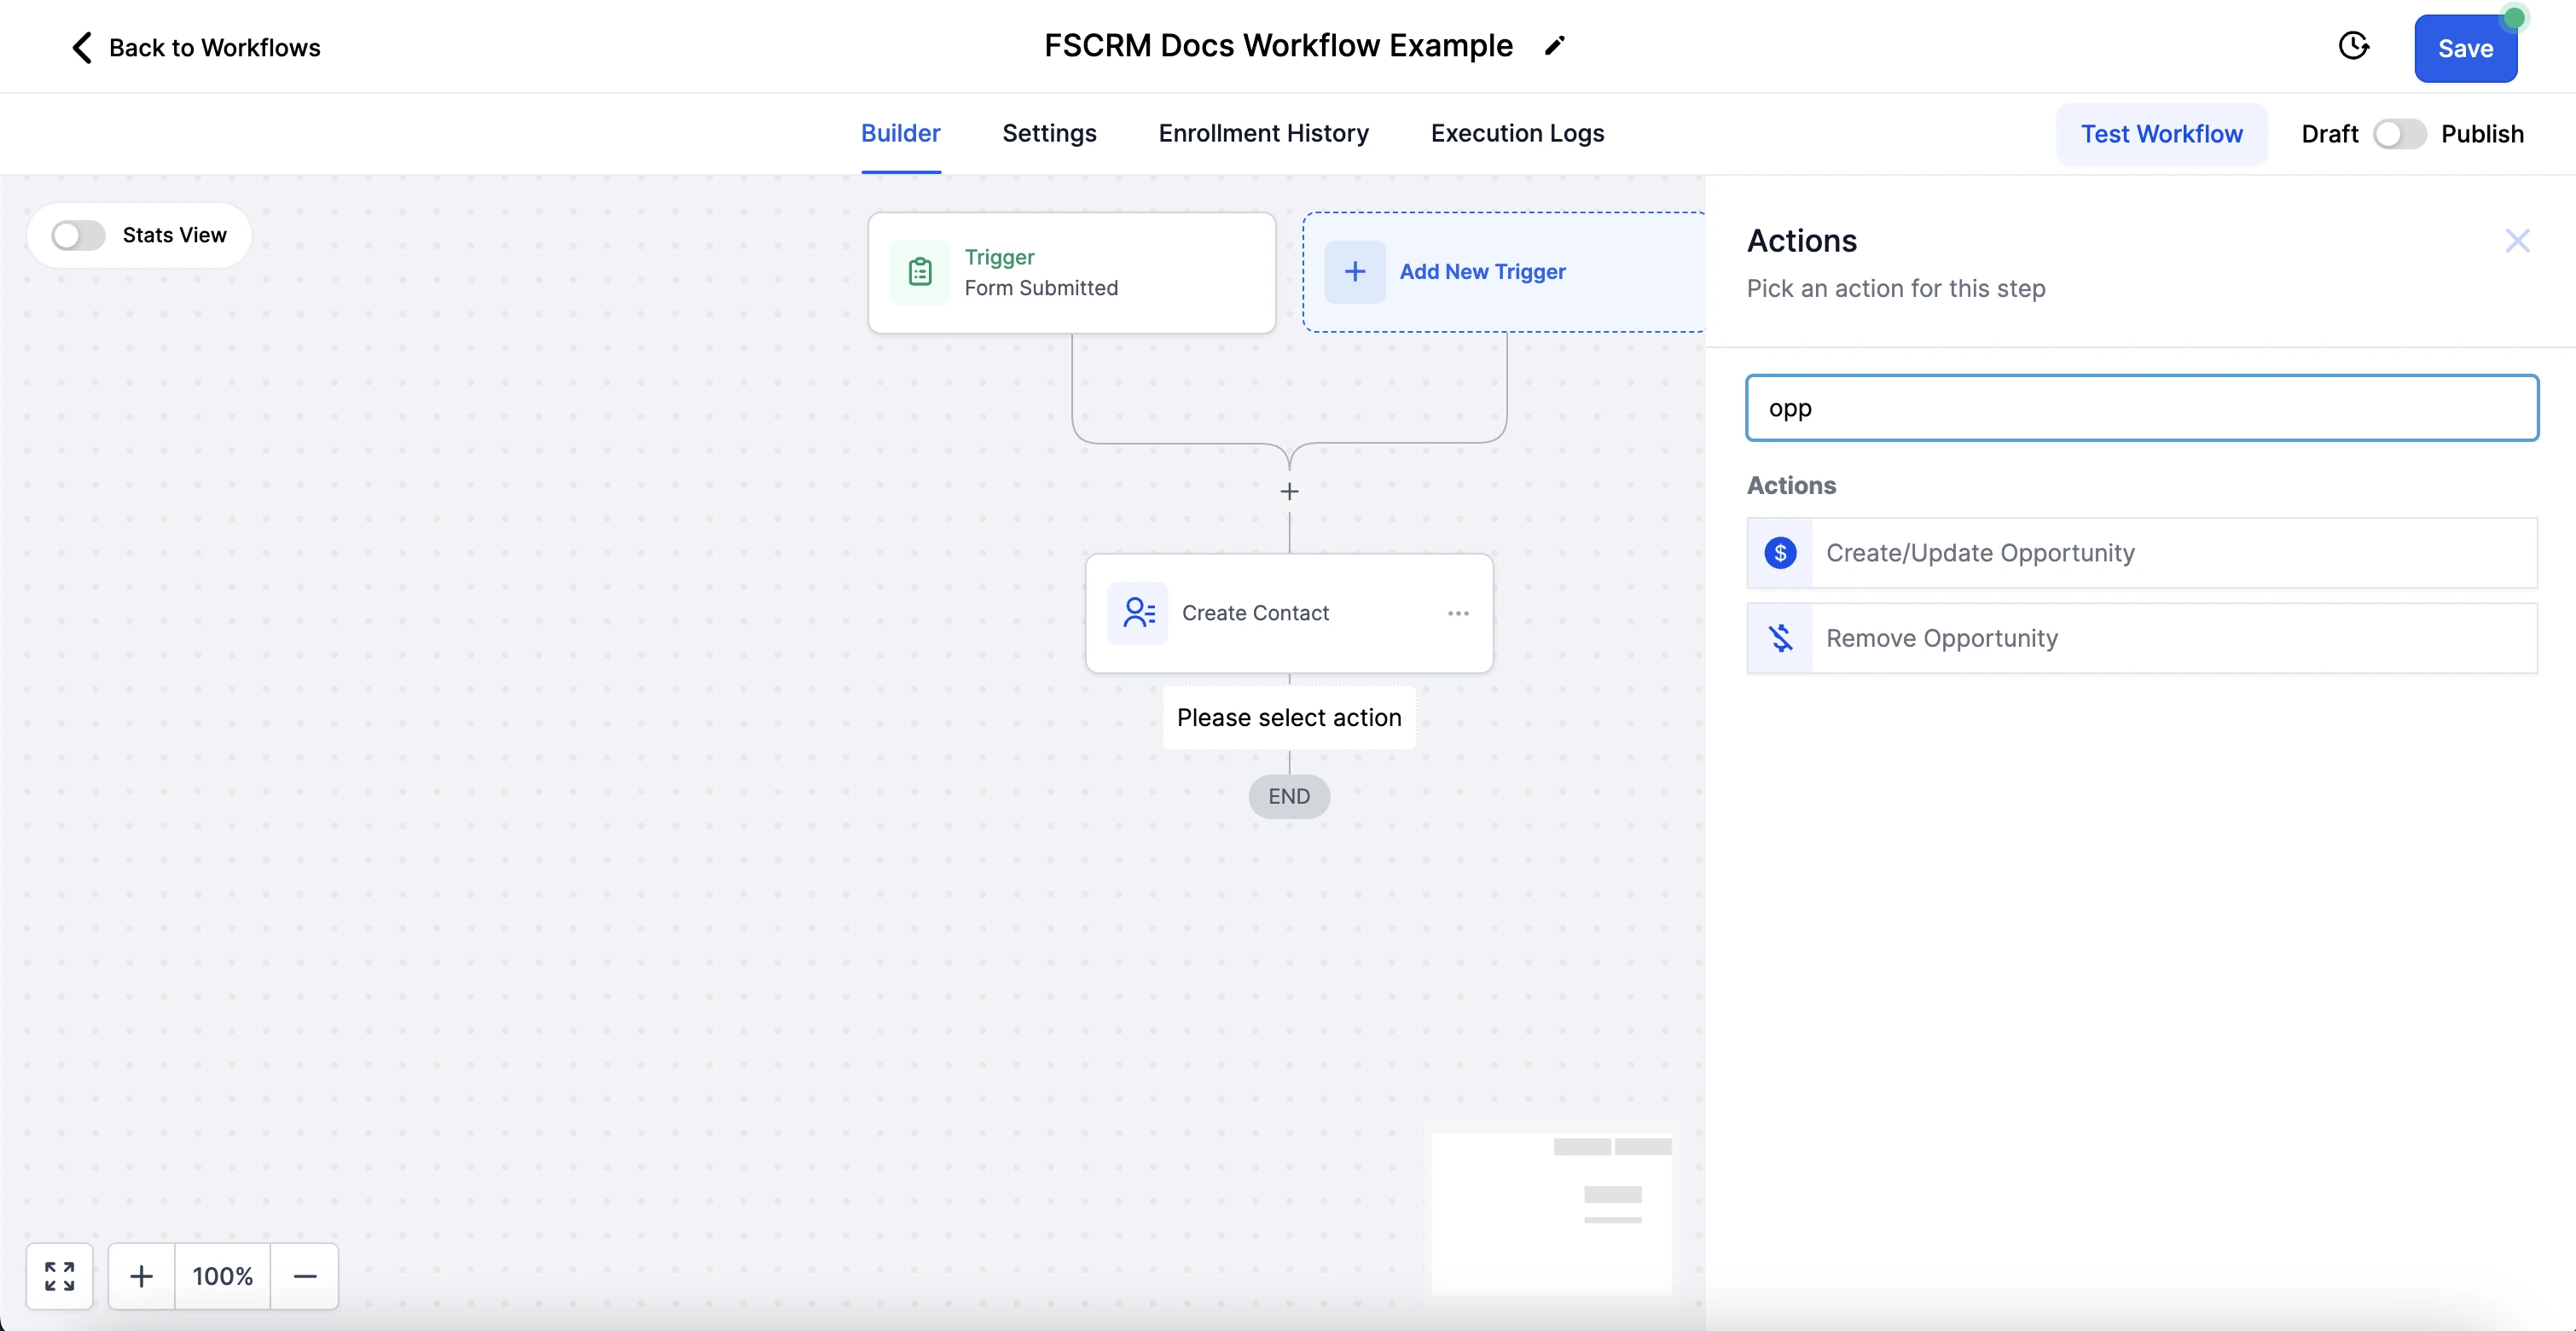 Back to Workflows
FSCRM Docs Workflow Example
Save
Builder
Settings
Enrollment History
Execution Logs
Test Workflow
Draft
Publish
Stats View
Trigger
Form Submitted
Add New Trigger
Create Contact
Please select action
END
100%
Actions
Pick an action for this step
opp
Actions
Create/Update Opportunity
Remove Opportunity